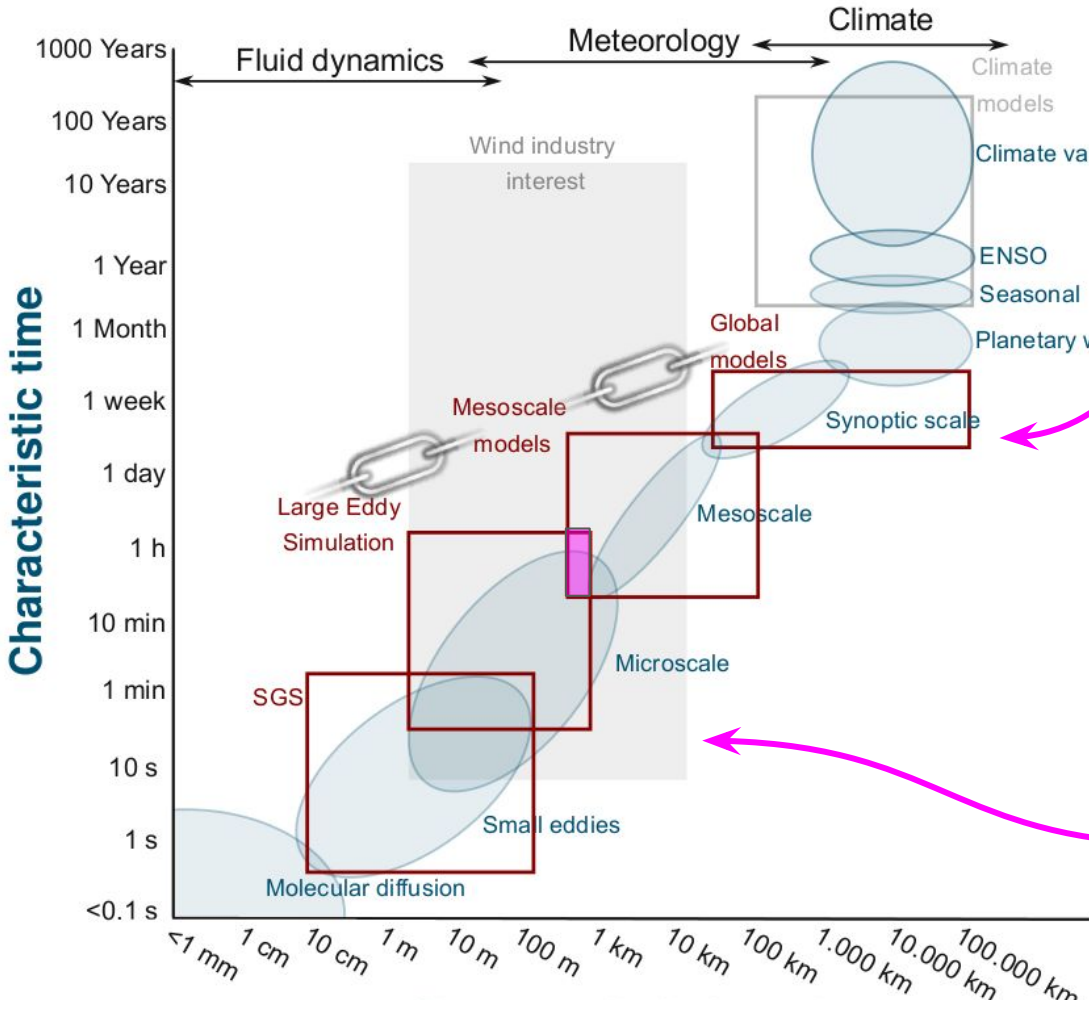 Climate
Meteorology
Fluid dynamics
1000 Years
100 Years
10 Years
1 Year
1 Month
1 week
1 day
1 h
10 min
1 min
10 s
1 s
<0.1 s
Characteristic time
Climate
models
Wind industry
interest
Climate va
ENSO
Seasonal
Planetary w
Global
models
Synoptic scale
Mesoscale
models
Mesoscale
Large Eddy
Simulation
Microscale
SGS
Small eddies
Molecular diffusion
<1 mm
1 cm
10 cm
1 m
10 m
100 m
1 km
10 km
100 km
1.000 km
10.000 km
100.000 km